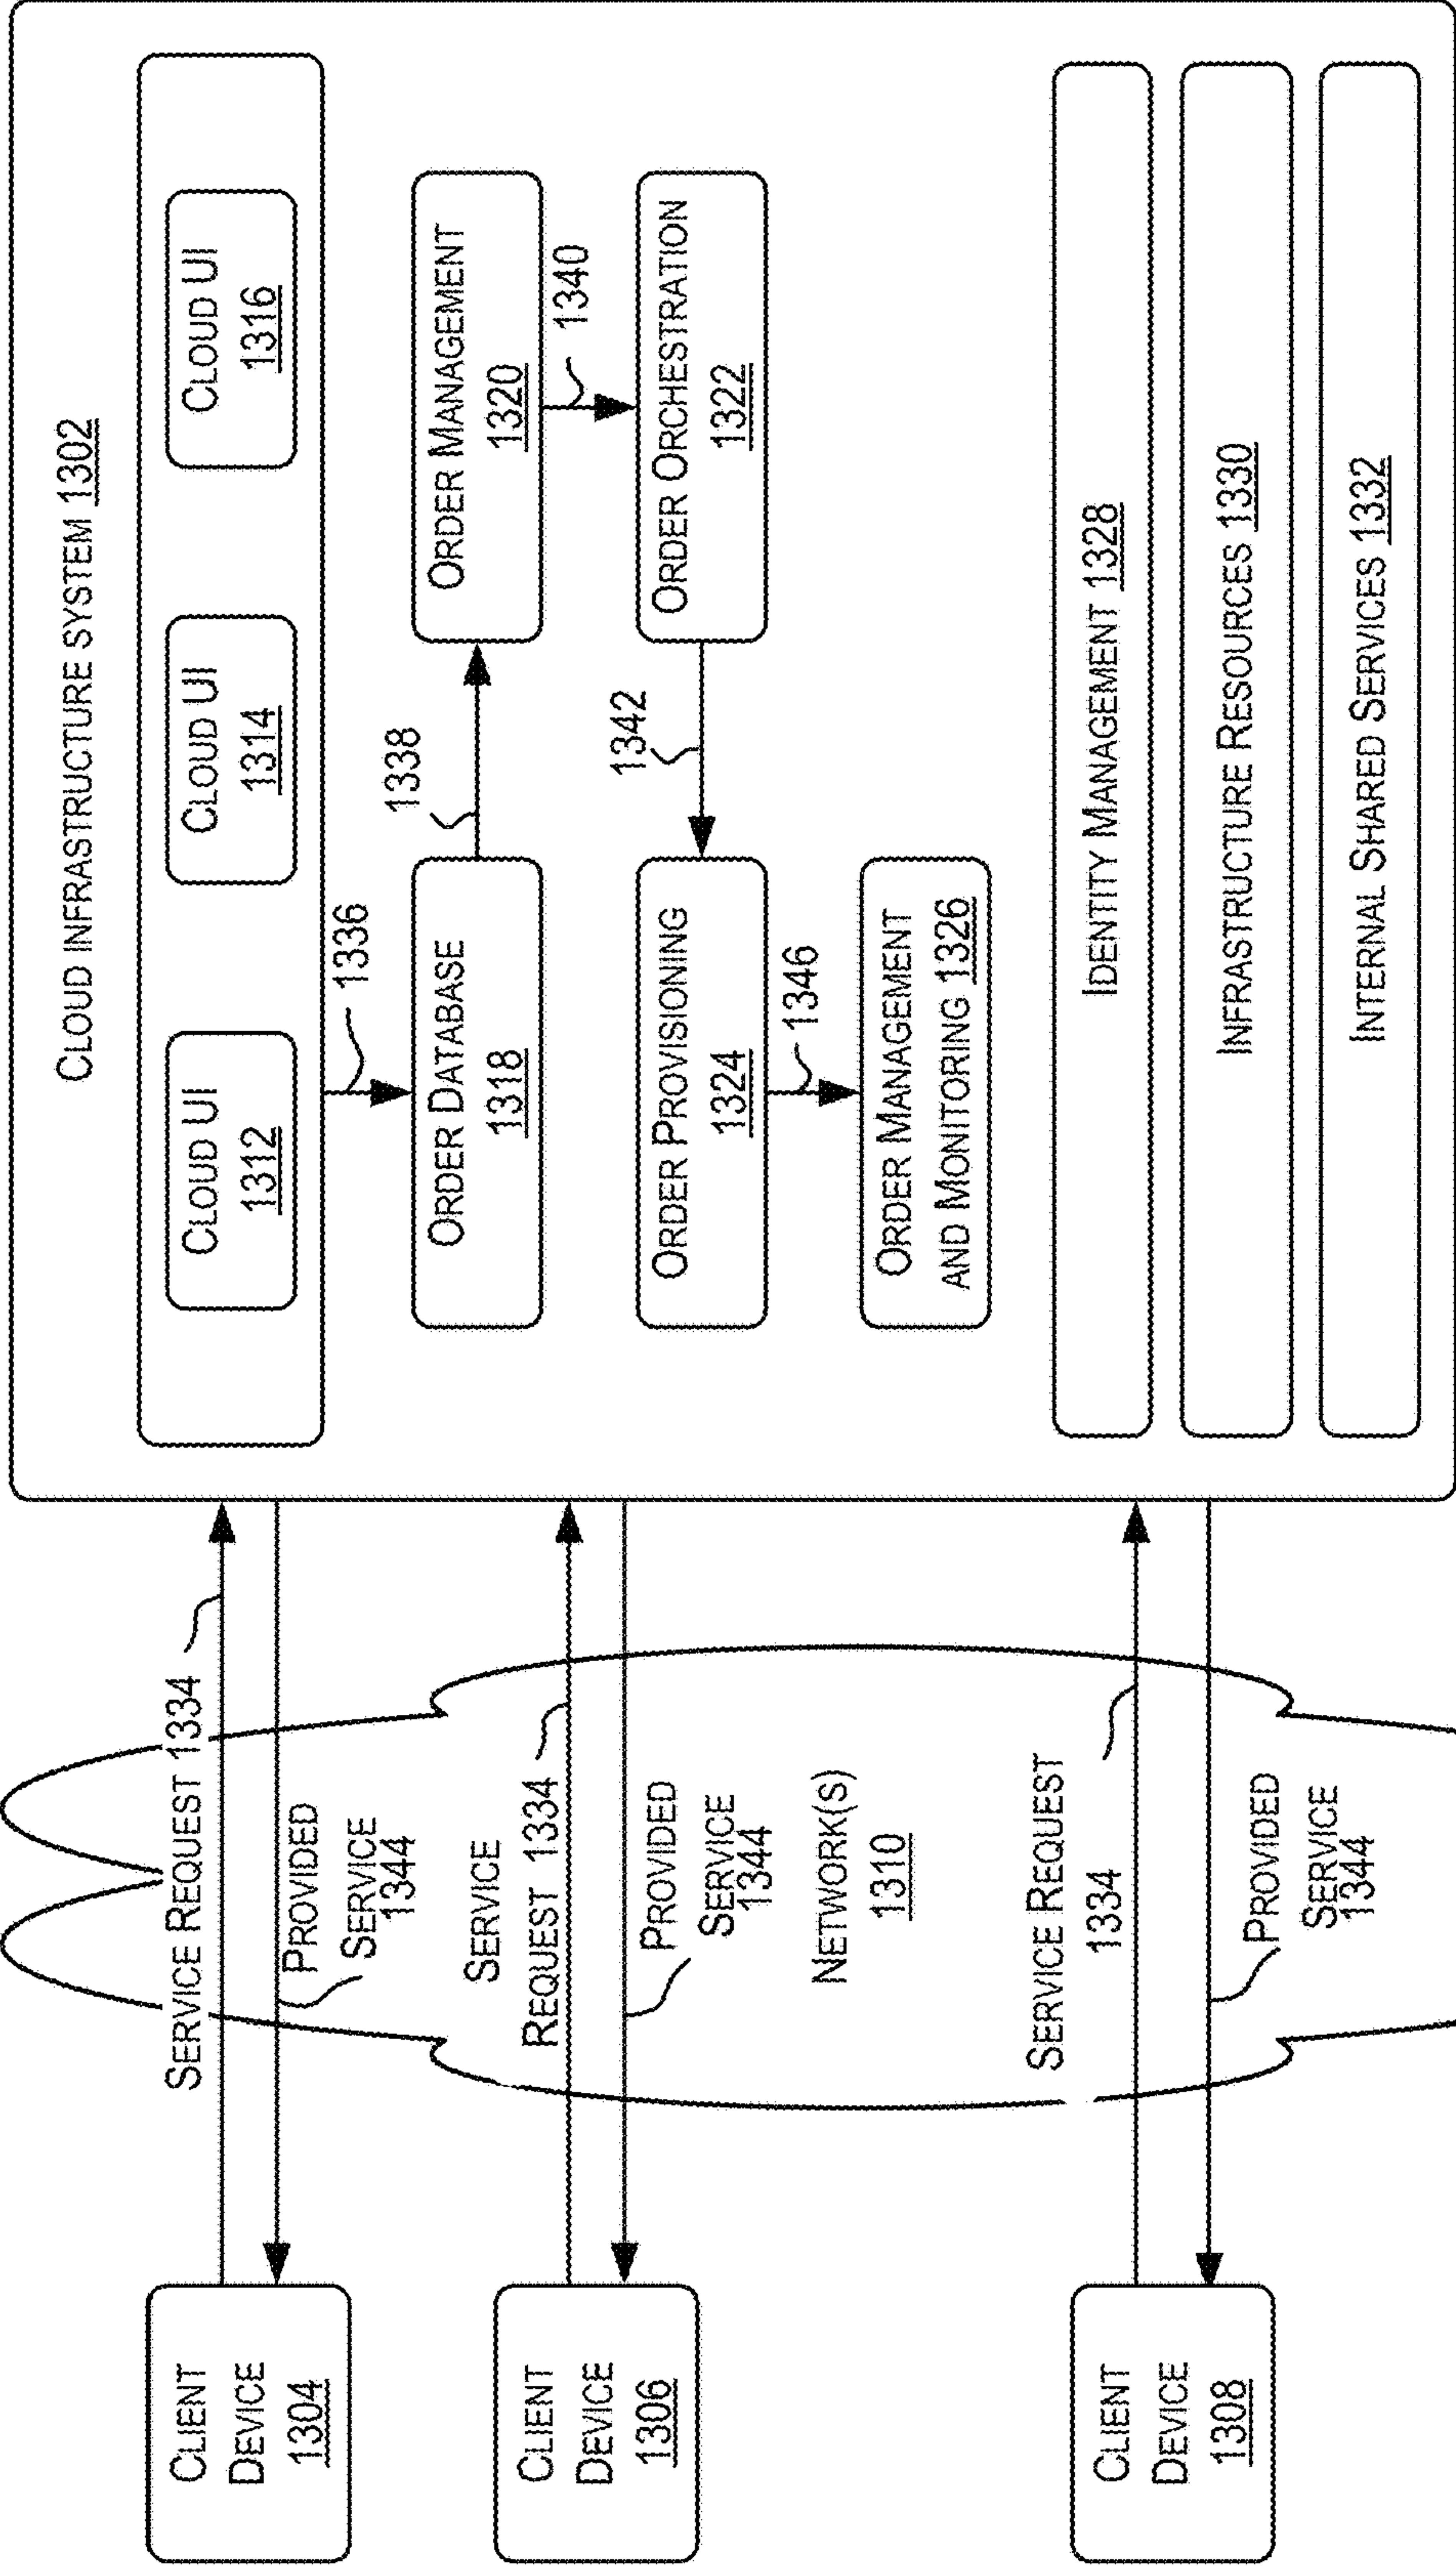 CLOUD INFRASTRUCTURE SYSTEM 1302
CLOUD UI
1312
CLOUD UI
1314
CLOUD UI
1316
1336
ORDER DATABASE
1318
1338
ORDER MANAGEMENT
1320
1340
ORDER ORCHESTRATION
1322
1342
ORDER PROVISIONING
1324
1346
ORDER MANAGEMENT
AND MONITORING 1326
IDENTITY MANAGEMENT 1328
INFRASTRUCTURE RESOURCES 1330
INTERNAL SHARED SERVICES 1332
CLIENT
DEVICE
1304
SERVICE REQUEST 1334
PROVIDED
SERVICE
1344
CLIENT
DEVICE
1306
SERVICE
REQUEST 1334
PROVIDED
SERVICE
1344
NETWORK(S)
1310
CLIENT
DEVICE
1308
SERVICE REQUEST
1334
PROVIDED
SERVICE
1344